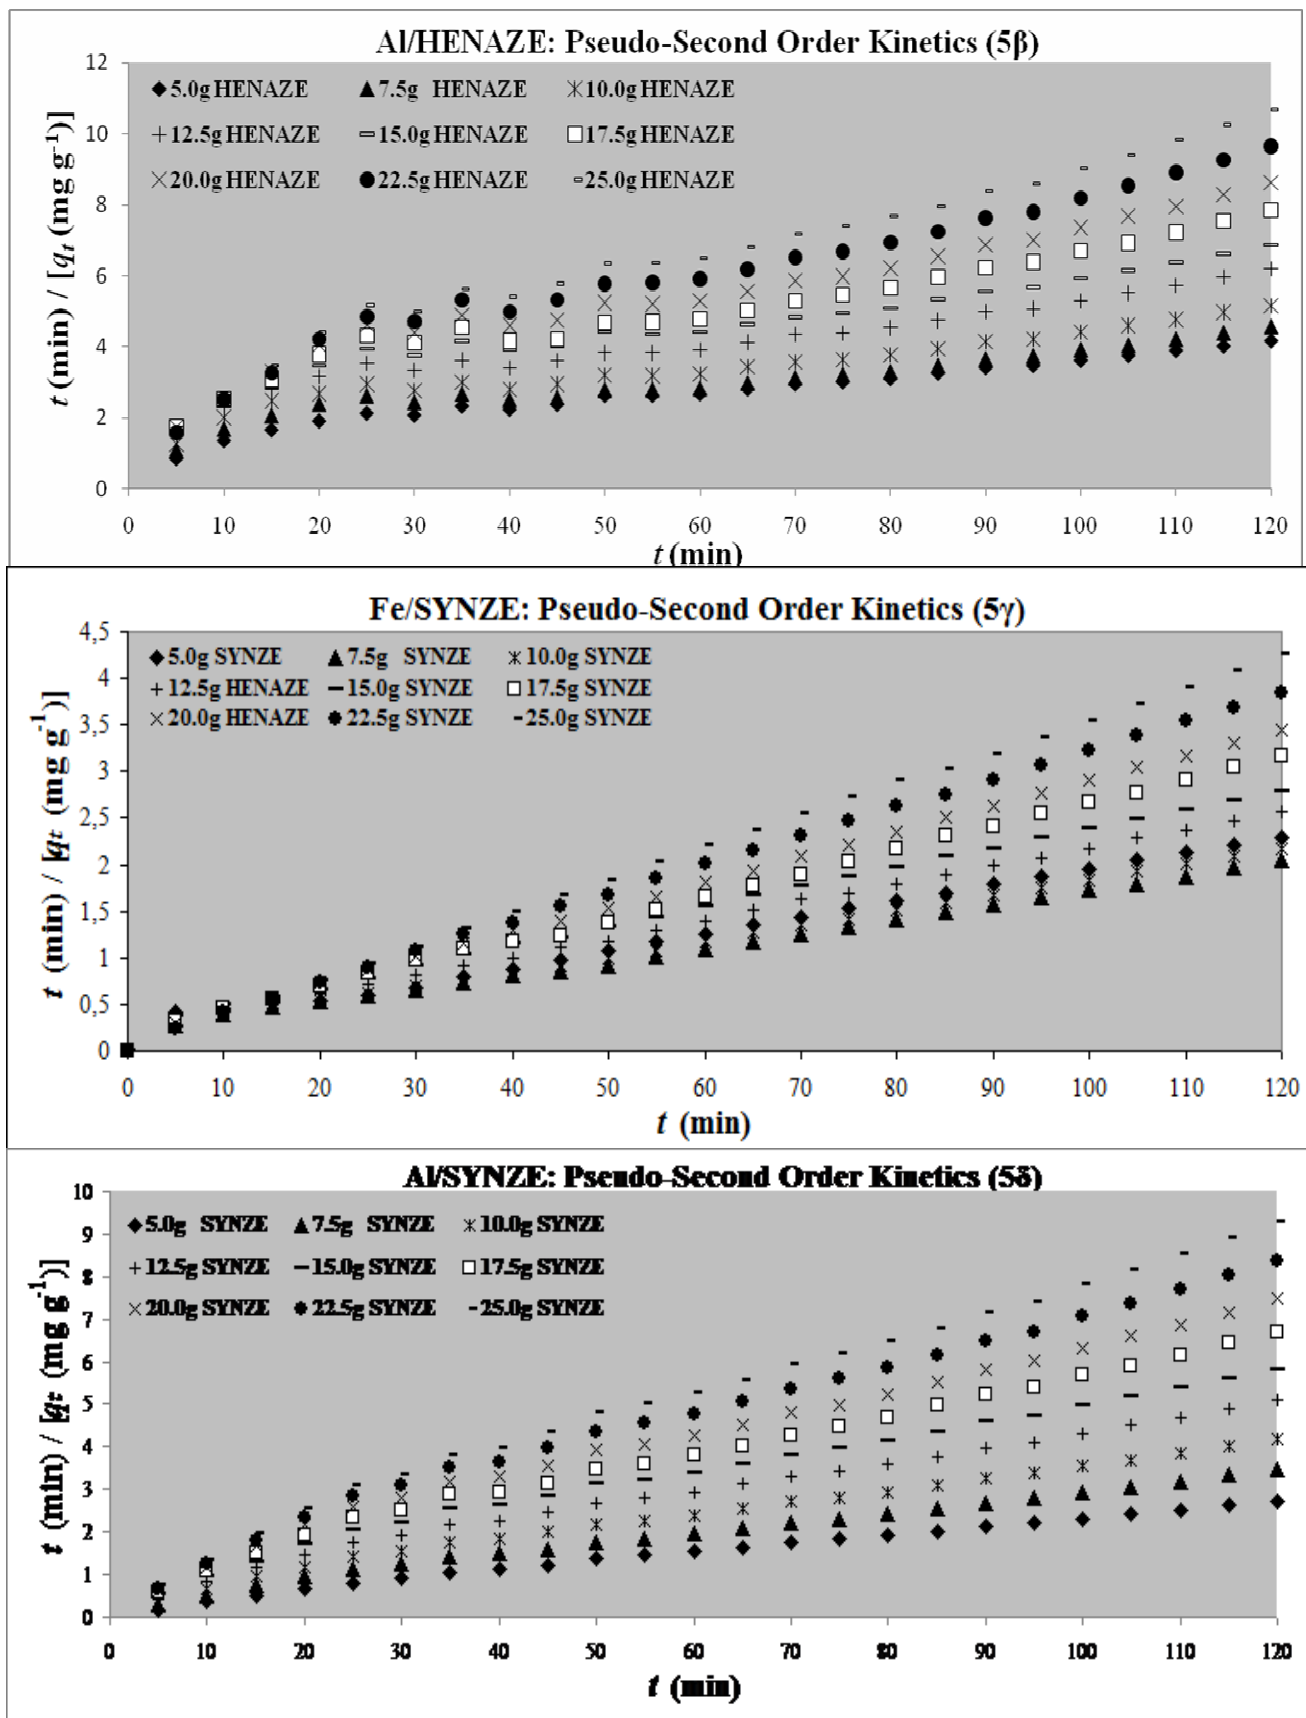 Al/HENAZE: Pseudo-Second Order Kinetics (5β)
12
10
8
6
4
2
0
t (min) / [qt (mg g-1)]
5.0g HENAZE 7.5g HENAZE 10.0g HENAZE
12.5g HENAZE 15.0g HENAZE 17.5g HENAZE
20.0g HENAZE 22.5g HENAZE 25.0g HENAZE
0 10 20 30 40 50 60 70 80 90 100 110 120
t (min)
Fe/SYNZE: Pseudo-Second Order Kinetics (5γ)
4,5
4
3,5
3
2,5
2
1,5
1
0,5
0
t (min) / [qt (mg g-1)]
5.0g SYNZE 7.5g SYNZE 10.0g SYNZE
12.5g HENAZE 15.0g SYNZE 17.5g SYNZE
20.0g HENAZE 22.5g SYNZE 25.0g SYNZE
0 10 20 30 40 50 60 70 80 90 100 110 120
t (min)
Al/SYNZE: Pseudo-Second Order Kinetics (5δ)
10
9
8
7
6
5
4
3
2
1
0
t (min) / [qt (mg g-1)]
5.0g SYNZE 7.5g SYNZE 10.0g SYNZE
12.5g SYNZE 15.0g SYNZE 17.5g SYNZE
20.0g SYNZE 22.5g SYNZE 25.0g SYNZE
0 10 20 30 40 50 60 70 80 90 100 110 120
t (min)